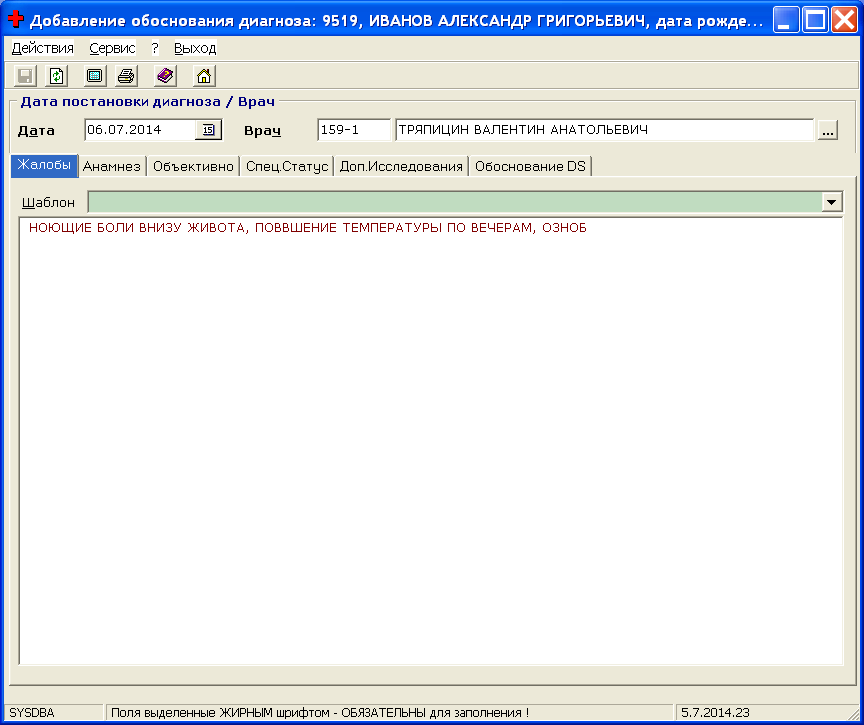 Добавление обоснования диагноза: 9519, ИВАНОВ АЛЕКСАНДР ГРИГОРЬЕВИЧ, дата рожде...
Действия Сервис ? Выход
Дата постановки диагноза / Врач
Дата 06.07.2014 15 Врач 159-1 ТРЯПИЦИН ВАЛЕНТИН АНАТОЛЬЕВИЧ ...
Жалобы Анамнез Объективно Спец.Статус Доп.Исследования Обоснование DS
Шаблон
НОЮЩИЕ БОЛИ ВНИЗУ ЖИВОТА, ПОВВШЕНИЕ ТЕМПЕРАТУРЫ ПО ВЕЧЕРАМ, ОЗНОБ
SYSDBA Поля выделенные ЖИРНЫМ шрифтом - ОБЯЗАТЕЛЬНЫ для заполнения ! 5.7.2014.23